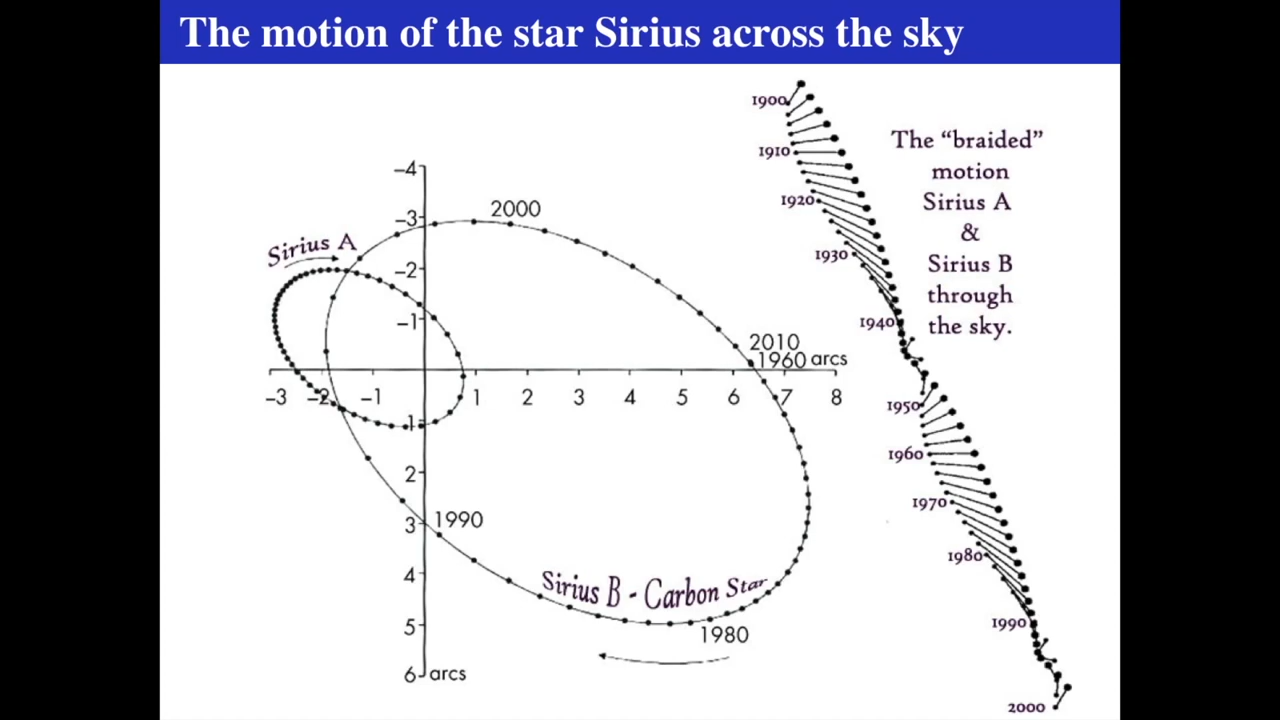 The motion of the star Sirius across the sky
1900
1910
1920
1930
1940
1950
1960
1970
1980
1990
2000
The “braided”
motion
Sirius A
&
Sirius B
through
the sky.
Sirius A
–4
–3
–2
–1
1
2
3
4
5
6 arcs
–3 –2 –1 1 2 3 4 5 6 7 8
2000
2010
1960 arcs
1990
Sirius B - Carbon Star
1980